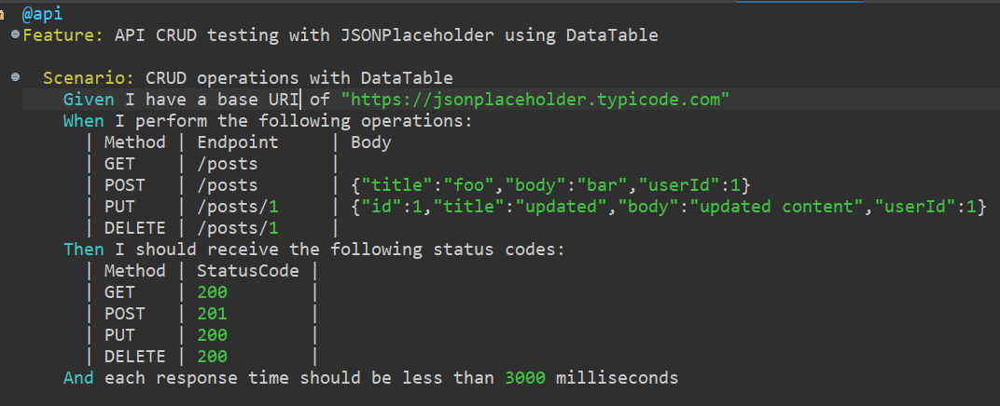 @api
Feature: API CRUD testing with JSONPlaceholder using DataTable
Scenario: CRUD operations with DataTable
Given I have a base URI of "https://jsonplaceholder.typicode.com"
When I perform the following operations:
| Method | Endpoint | Body
| GET | /posts |
| POST | /posts | {"title":"foo","body":"bar","userId":1}
| PUT | /posts/1 | {"id":1,"title":"updated","body":"updated content","userId":1}
| DELETE | /posts/1 |
Then I should receive the following status codes:
| Method | StatusCode |
| GET | 200 |
| POST | 201 |
| PUT | 200 |
| DELETE | 200 |
And each response time should be less than 3000 milliseconds